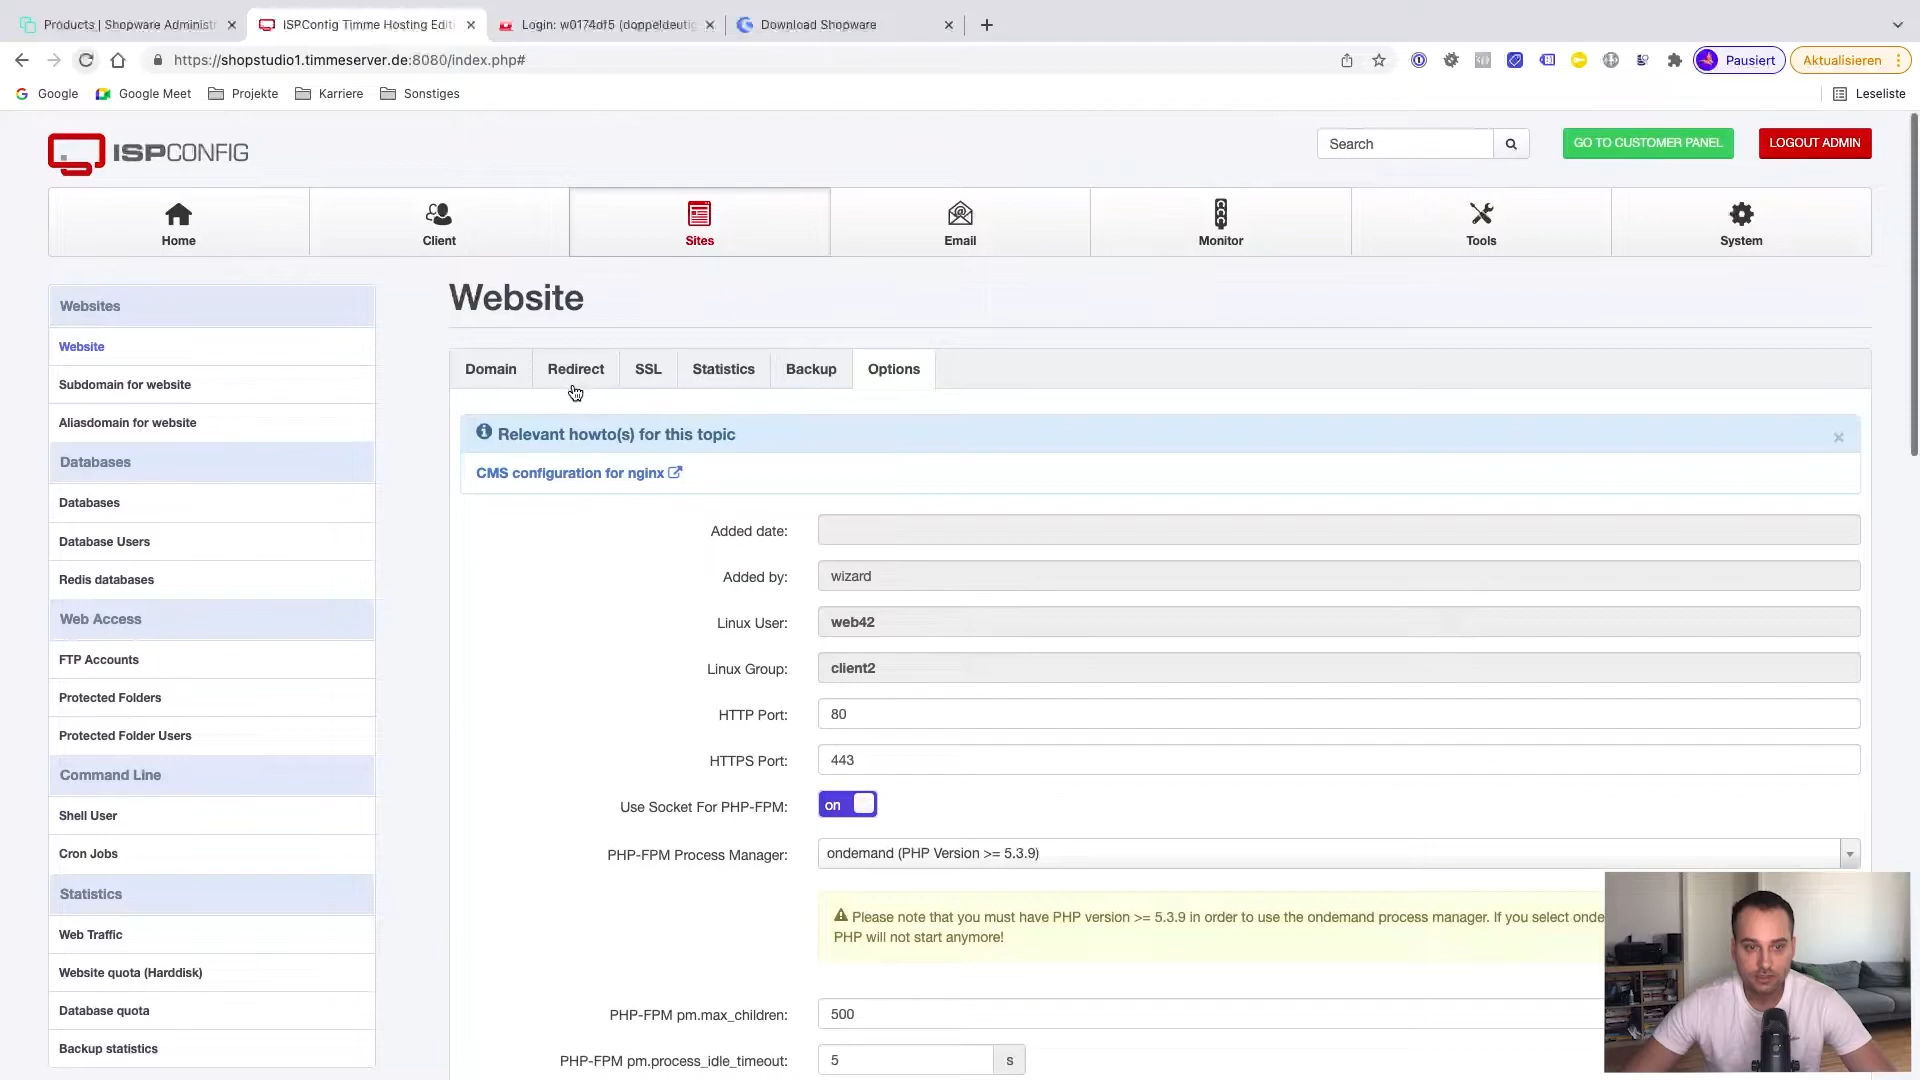 Products | Shopware Administr
ISPConfig Timme Hosting Editi
Login: w0174df5 (doppeldeutig
Download Shopware
https://shopstudio1.timmeserver.de:8080/index.php#
Pausiert
Aktualisieren
Google
Google Meet
Projekte
Karriere
Sonstiges
Leseliste
ISPCONFIG
Search
GO TO CUSTOMER PANEL
LOGOUT ADMIN
Home
Client
Sites
Email
Monitor
Tools
System
Websites
Website
Subdomain for website
Aliasdomain for website
Databases
Databases
Database Users
Redis databases
Web Access
FTP Accounts
Protected Folders
Protected Folder Users
Command Line
Shell User
Cron Jobs
Statistics
Web Traffic
Website quota (Harddisk)
Database quota
Backup statistics
Website
Domain
Redirect
SSL
Statistics
Backup
Options
Relevant howto(s) for this topic
CMS configuration for nginx
Added date:
Added by: wizard
Linux User: web42
Linux Group: client2
HTTP Port: 80
HTTPS Port: 443
Use Socket For PHP-FPM: on
PHP-FPM Process Manager: ondemand (PHP Version >= 5.3.9)
Please note that you must have PHP version >= 5.3.9 in order to use the ondemand process manager. If you select onde
PHP will not start anymore!
PHP-FPM pm.max_children: 500
PHP-FPM pm.process_idle_timeout: 5 s